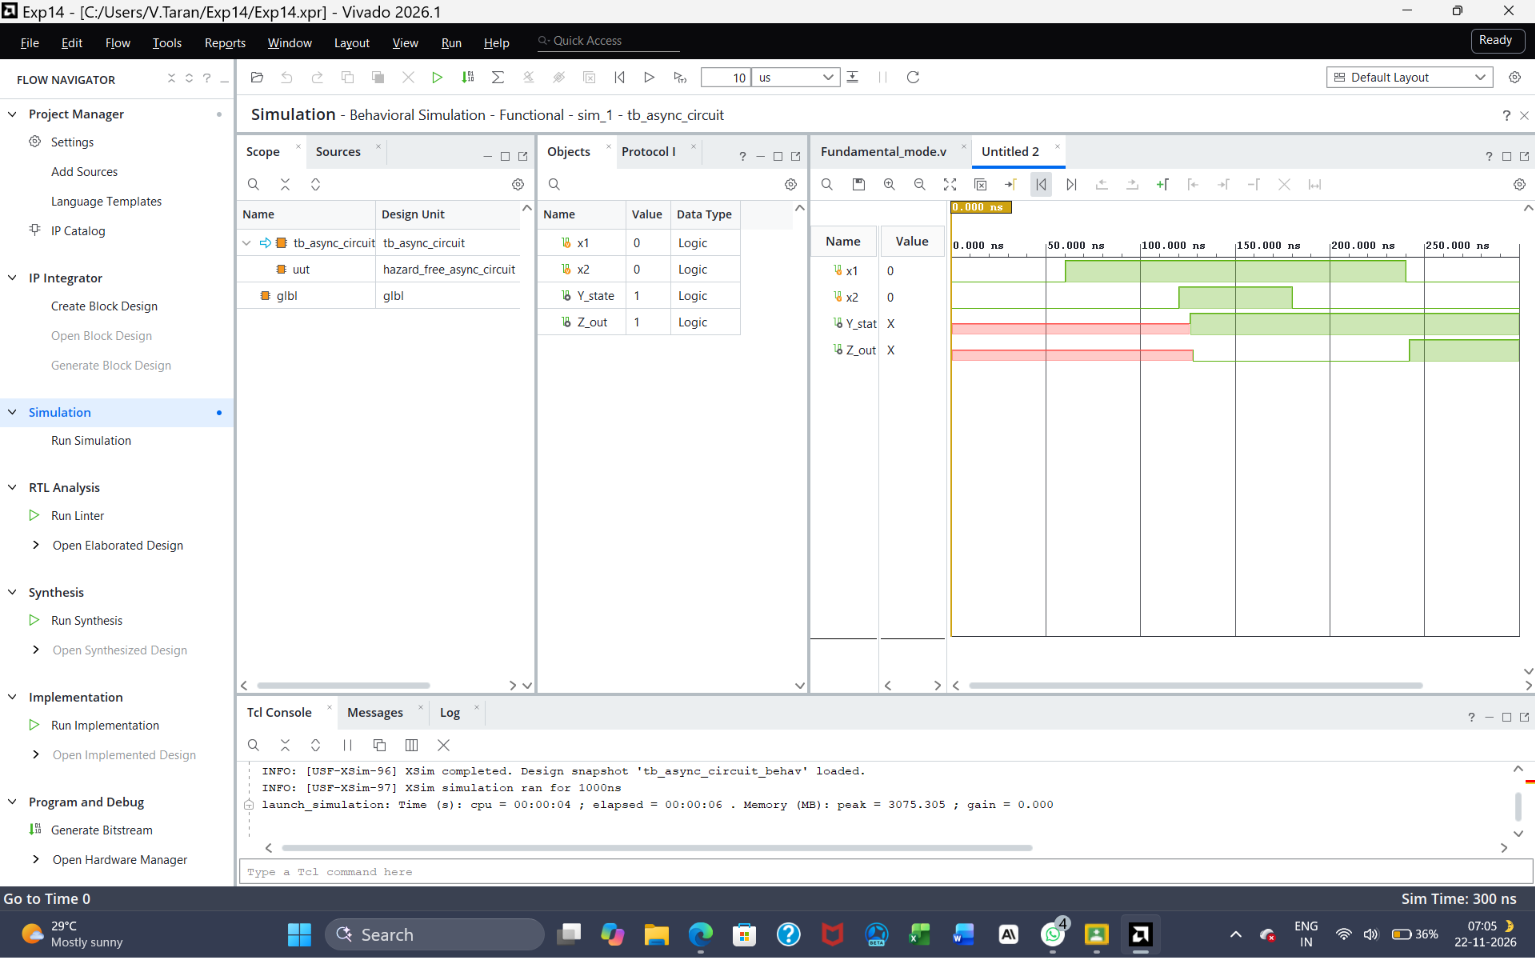 Exp14 - [C:/Users/V.Taran/Exp14/Exp14.xpr] - Vivado 2026.1
File Edit Flow Tools Reports Window Layout View Run Help Quick Access Ready
FLOW NAVIGATOR
Project Manager
Settings
Add Sources
Language Templates
IP Catalog
IP Integrator
Create Block Design
Open Block Design
Generate Block Design
Simulation
Run Simulation
RTL Analysis
Run Linter
Open Elaborated Design
Synthesis
Run Synthesis
Open Synthesized Design
Implementation
Run Implementation
Open Implemented Design
Program and Debug
Generate Bitstream
Open Hardware Manager
10 us Default Layout
Simulation - Behavioral Simulation - Functional - sim_1 - tb_async_circuit
Scope Sources
Name Design Unit
tb_async_circuit tb_async_circuit
uut hazard_free_async_circuit
glbl glbl
Objects Protocol I
Name Value Data Type
x1 0 Logic
x2 0 Logic
Y_state 1 Logic
Z_out 1 Logic
Fundamental_mode.v Untitled 2
0.000 ns
Name Value
0.000 ns 50.000 ns 100.000 ns 150.000 ns 200.000 ns 250.000 ns
x1 0
x2 0
Y_stat X
Z_out X
Tcl Console Messages Log
INFO: [USF-XSim-96] XSim completed. Design snapshot 'tb_async_circuit_behav' loaded.
INFO: [USF-XSim-97] XSim simulation ran for 1000ns
launch_simulation: Time (s): cpu = 00:00:04 ; elapsed = 00:00:06 . Memory (MB): peak = 3075.305 ; gain = 0.000
Type a Tcl command here
Go to Time 0 Sim Time: 300 ns
29°C
Mostly sunny
Search
BETA
4
ENG
IN
36%
07:05
22-11-2026